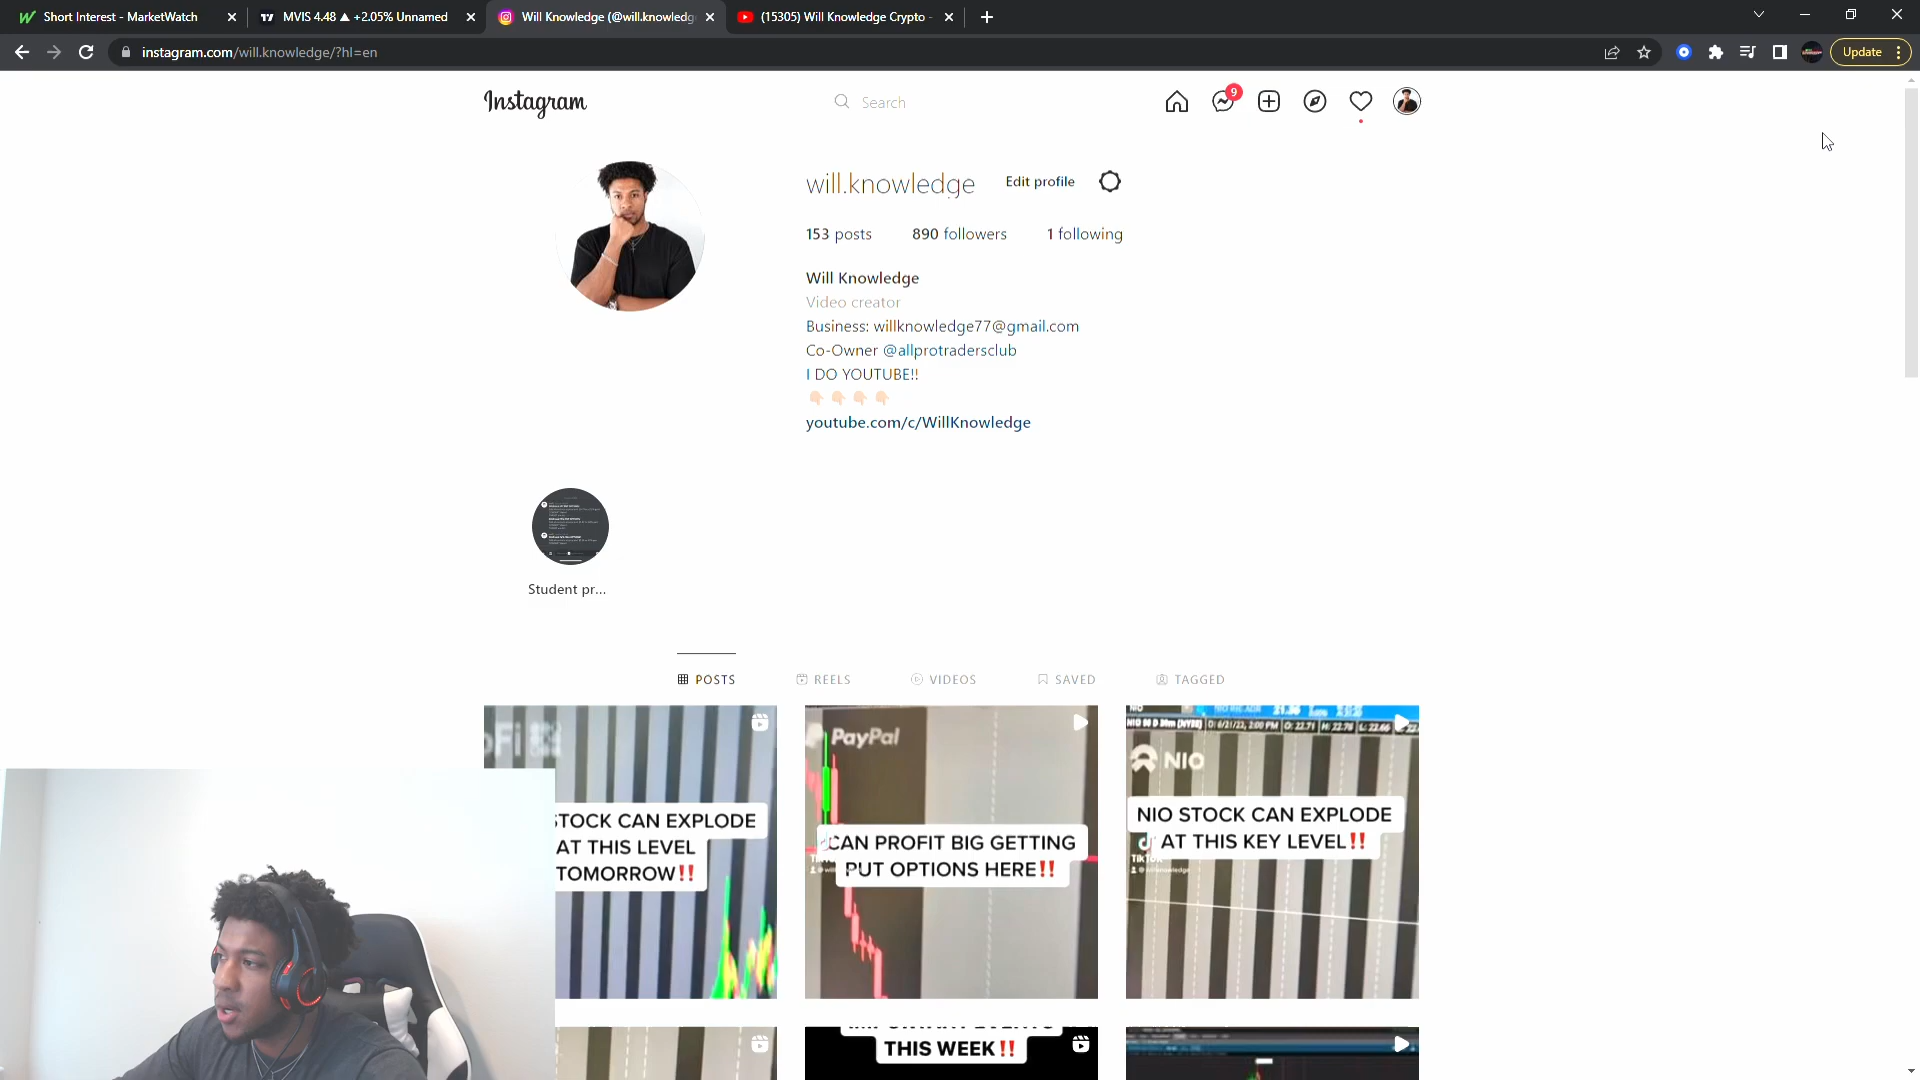 Short Interest - MarketWatch
MVIS 4.48 ▲ +2.05% Unnamed
Will Knowledge (@will.knowledg
(15305) Will Knowledge Crypto -
instagram.com/will.knowledge/?hl=en
Update
Instagram
Search
9
will.knowledge
Edit profile
153 posts
890 followers
1 following
Will Knowledge
Video creator
Business: willknowledge77@gmail.com
Co-Owner @allprotradersclub
I DO YOUTUBE!!
👇🏻👇🏻👇🏻👇🏻
youtube.com/c/WillKnowledge
Student pr...
POSTS
REELS
VIDEOS
SAVED
TAGGED
STOCK CAN EXPLODE
AT THIS LEVEL
TOMORROW‼️
PayPal
CAN PROFIT BIG GETTING
PUT OPTIONS HERE‼️
NIO
NIO STOCK CAN EXPLODE
AT THIS KEY LEVEL‼️
TikTok
THIS WEEK‼️